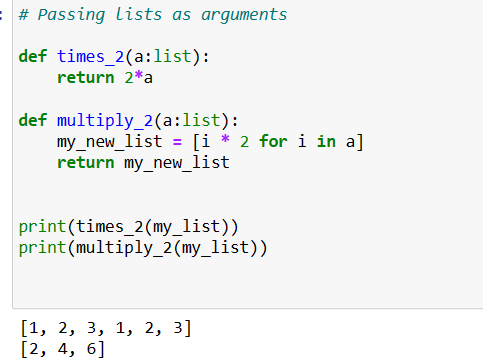 :
# Passing lists as arguments
def times_2(a:list):
    return 2*a
def multiply_2(a:list):
    my_new_list = [i * 2 for i in a]
    return my_new_list
print(times_2(my_list))
print(multiply_2(my_list))
[1, 2, 3, 1, 2, 3]
[2, 4, 6]